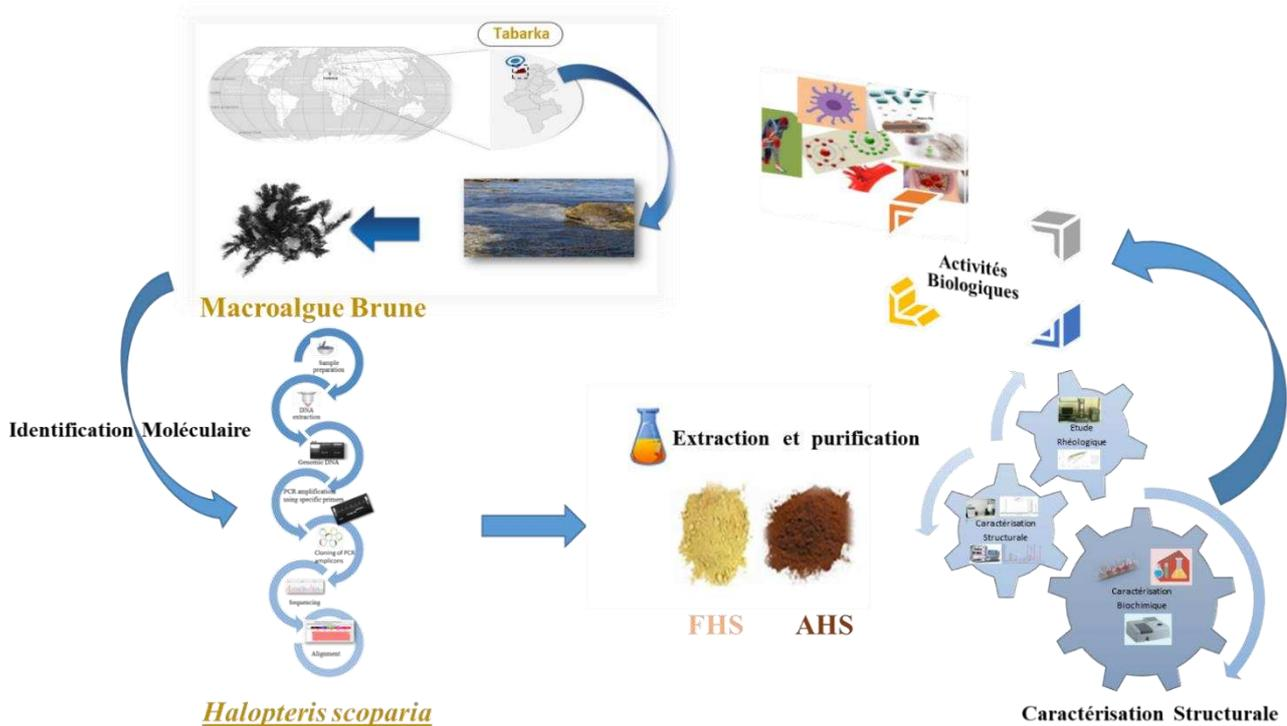 Tabarka
Macroalgue Brune
Sample
preparation
DNA
extraction
Genomic DNA
PCR amplification
using specific primers
Cloning of PCR
amplicons
Sequencing
Alignment
Identification Moléculaire
Halopteris scoparia
Extraction et purification
FHS AHS
Activités
Biologiques
Etude
Rhéologique
Caractérisation
Structurale
Caractérisation
Biochimique
Caractérisation Structurale